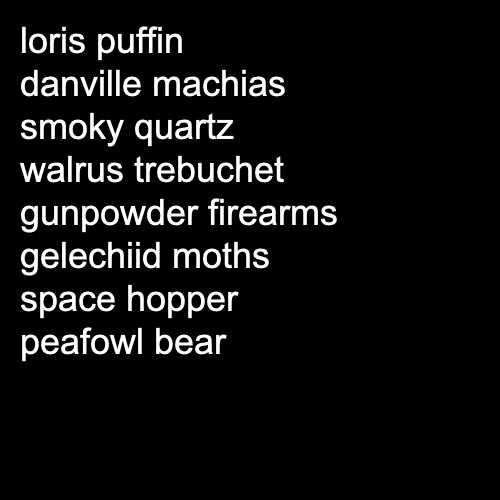 loris puffin
danville machias
smoky quartz
walrus trebuchet
gunpowder firearms
gelechiid moths
space hopper
peafowl bear